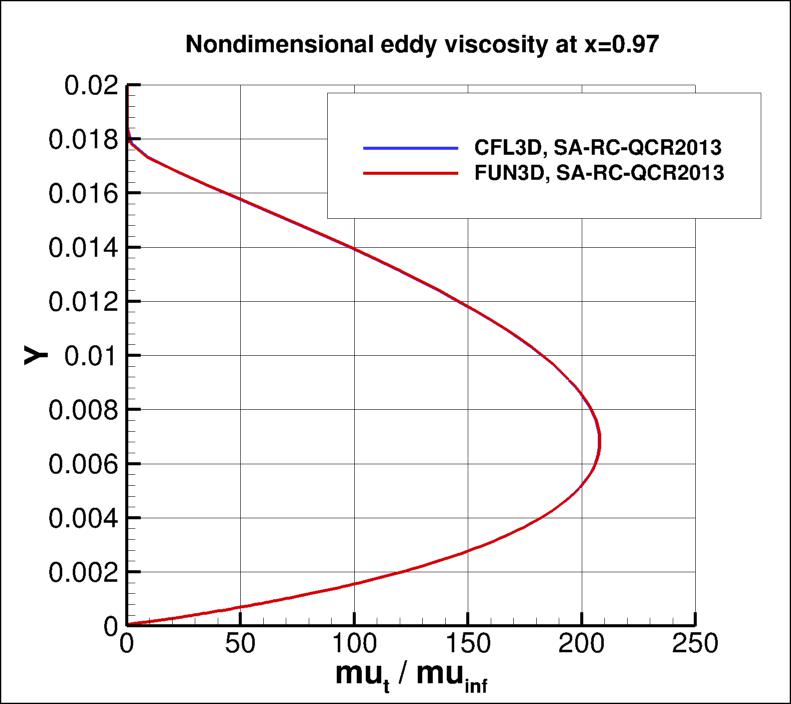 Nondimensional eddy viscosity at x=0.97
CFL3D, SA-RC-QCR2013
FUN3D, SA-RC-QCR2013
0.02
0.018
0.016
0.014
0.012
0.01
0.008
0.006
0.004
0.002
0
Y
0 50 100 150 200 250
mut / muinf